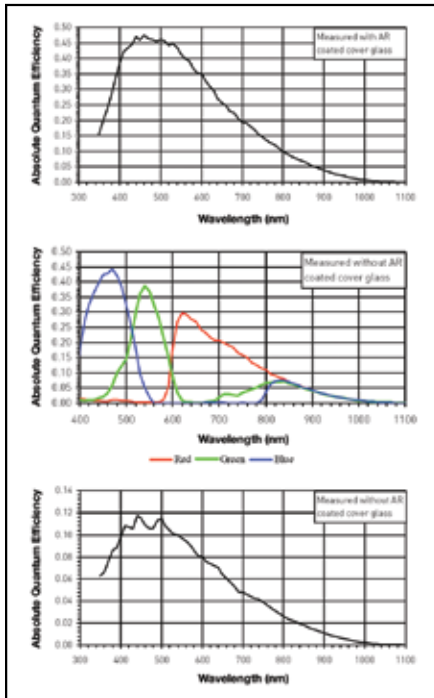 Absolute Quantum Efficiency
0.50
0.45
0.40
0.35
0.30
0.25
0.20
0.15
0.10
0.05
0.00
Measured with AR
coated cover glass
300 400 500 600 700 800 900 1000 1100
Wavelength (nm)
Absolute Quantum Efficiency
0.50
0.45
0.40
0.35
0.30
0.25
0.20
0.15
0.10
0.05
0.00
Measured without AR
coated cover glass
400 500 600 700 800 900 1000 1100
Wavelength (nm)
Red Green Blue
Absolute Quantum Efficiency
0.14
0.12
0.10
0.08
0.06
0.04
0.02
0.00
Measured without AR
coated cover glass
300 400 500 600 700 800 900 1000 1100
Wavelength (nm)